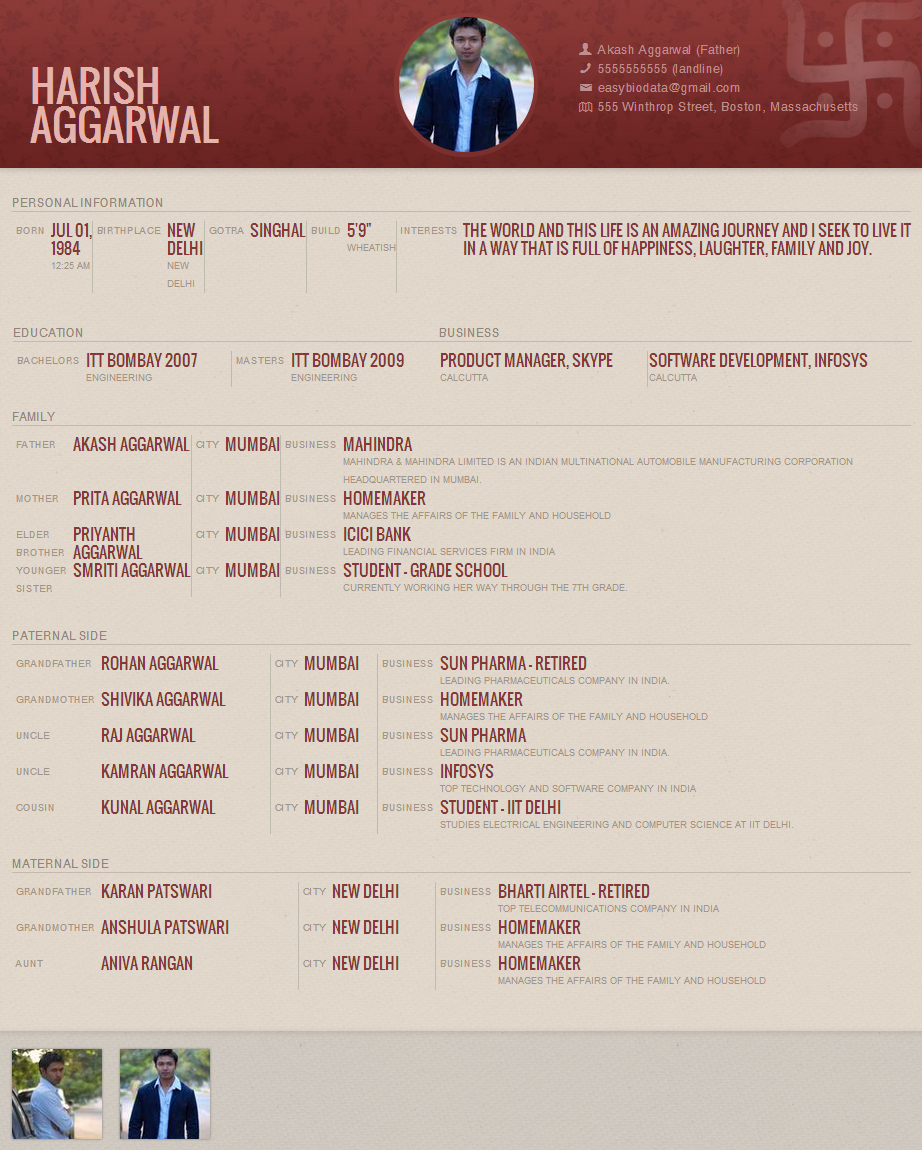 HARISH
AGGARWAL
Akash Aggarwal (Father)
5555555555 (landline)
easybiodata@gmail.com
555 Winthrop Street, Boston, Massachusetts
PERSONAL INFORMATION
BORN JUL 01, 1984 12:25 AM BIRTHPLACE NEW DELHI NEW DELHI GOTRA SINGHAL BUILD 5'9" WHEATISH INTERESTS THE WORLD AND THIS LIFE IS AN AMAZING JOURNEY AND I SEEK TO LIVE IT
IN A WAY THAT IS FULL OF HAPPINESS, LAUGHTER, FAMILY AND JOY.
EDUCATION
BACHELORS ITT BOMBAY 2007 MASTERS ITT BOMBAY 2009
ENGINEERING ENGINEERING
BUSINESS
PRODUCT MANAGER, SKYPE SOFTWARE DEVELOPMENT, INFOSYS
CALCUTTA CALCUTTA
FAMILY
FATHER AKASH AGGARWAL CITY MUMBAI BUSINESS MAHINDRA
MAHINDRA & MAHINDRA LIMITED IS AN INDIAN MULTINATIONAL AUTOMOBILE MANUFACTURING CORPORATION
HEADQUARTERED IN MUMBAI.
MOTHER PRITA AGGARWAL CITY MUMBAI BUSINESS HOMEMAKER
MANAGES THE AFFAIRS OF THE FAMILY AND HOUSEHOLD
ELDER BROTHER PRIYANTH AGGARWAL CITY MUMBAI BUSINESS ICICI BANK
LEADING FINANCIAL SERVICES FIRM IN INDIA
YOUNGER SISTER SMRITI AGGARWAL CITY MUMBAI BUSINESS STUDENT - GRADE SCHOOL
CURRENTLY WORKING HER WAY THROUGH THE 7TH GRADE.
PATERNAL SIDE
GRANDFATHER ROHAN AGGARWAL CITY MUMBAI BUSINESS SUN PHARMA - RETIRED
LEADING PHARMACEUTICALS COMPANY IN INDIA.
GRANDMOTHER SHIVIKA AGGARWAL CITY MUMBAI BUSINESS HOMEMAKER
MANAGES THE AFFAIRS OF THE FAMILY AND HOUSEHOLD
UNCLE RAJ AGGARWAL CITY MUMBAI BUSINESS SUN PHARMA
LEADING PHARMACEUTICALS COMPANY IN INDIA.
UNCLE KAMRAN AGGARWAL CITY MUMBAI BUSINESS INFOSYS
TOP TECHNOLOGY AND SOFTWARE COMPANY IN INDIA
COUSIN KUNAL AGGARWAL CITY MUMBAI BUSINESS STUDENT - IIT DELHI
STUDIES ELECTRICAL ENGINEERING AND COMPUTER SCIENCE AT IIT DELHI.
MATERNAL SIDE
GRANDFATHER KARAN PATSWARI CITY NEW DELHI BUSINESS BHARTI AIRTEL - RETIRED
TOP TELECOMMUNICATIONS COMPANY IN INDIA
GRANDMOTHER ANSHULA PATSWARI CITY NEW DELHI BUSINESS HOMEMAKER
MANAGES THE AFFAIRS OF THE FAMILY AND HOUSEHOLD
AUNT ANIVA RANGAN CITY NEW DELHI BUSINESS HOMEMAKER
MANAGES THE AFFAIRS OF THE FAMILY AND HOUSEHOLD